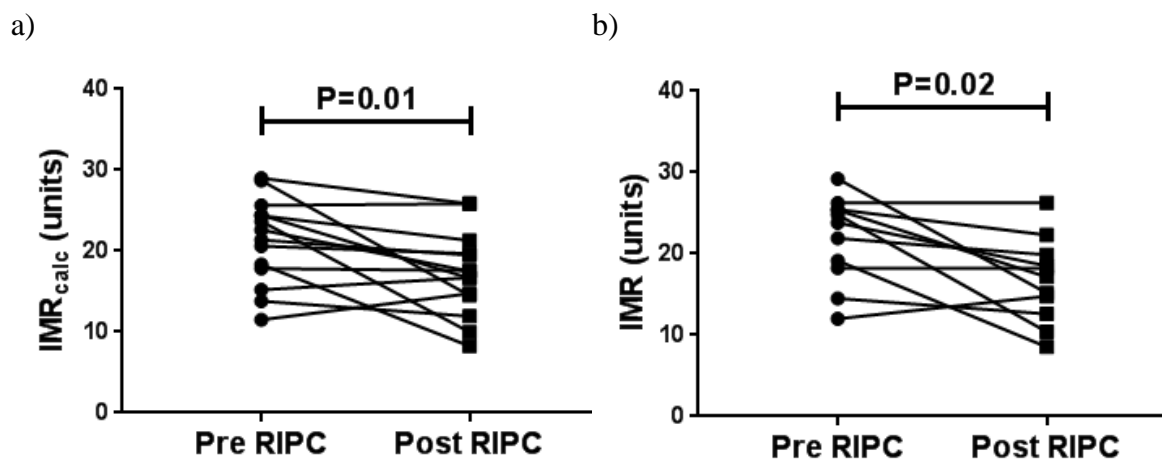 a)
P=0.01
IMRcalc (units)
40
30
20
10
0
Pre RIPC
Post RIPC
b)
P=0.02
IMR (units)
40
30
20
10
0
Pre RIPC
Post RIPC